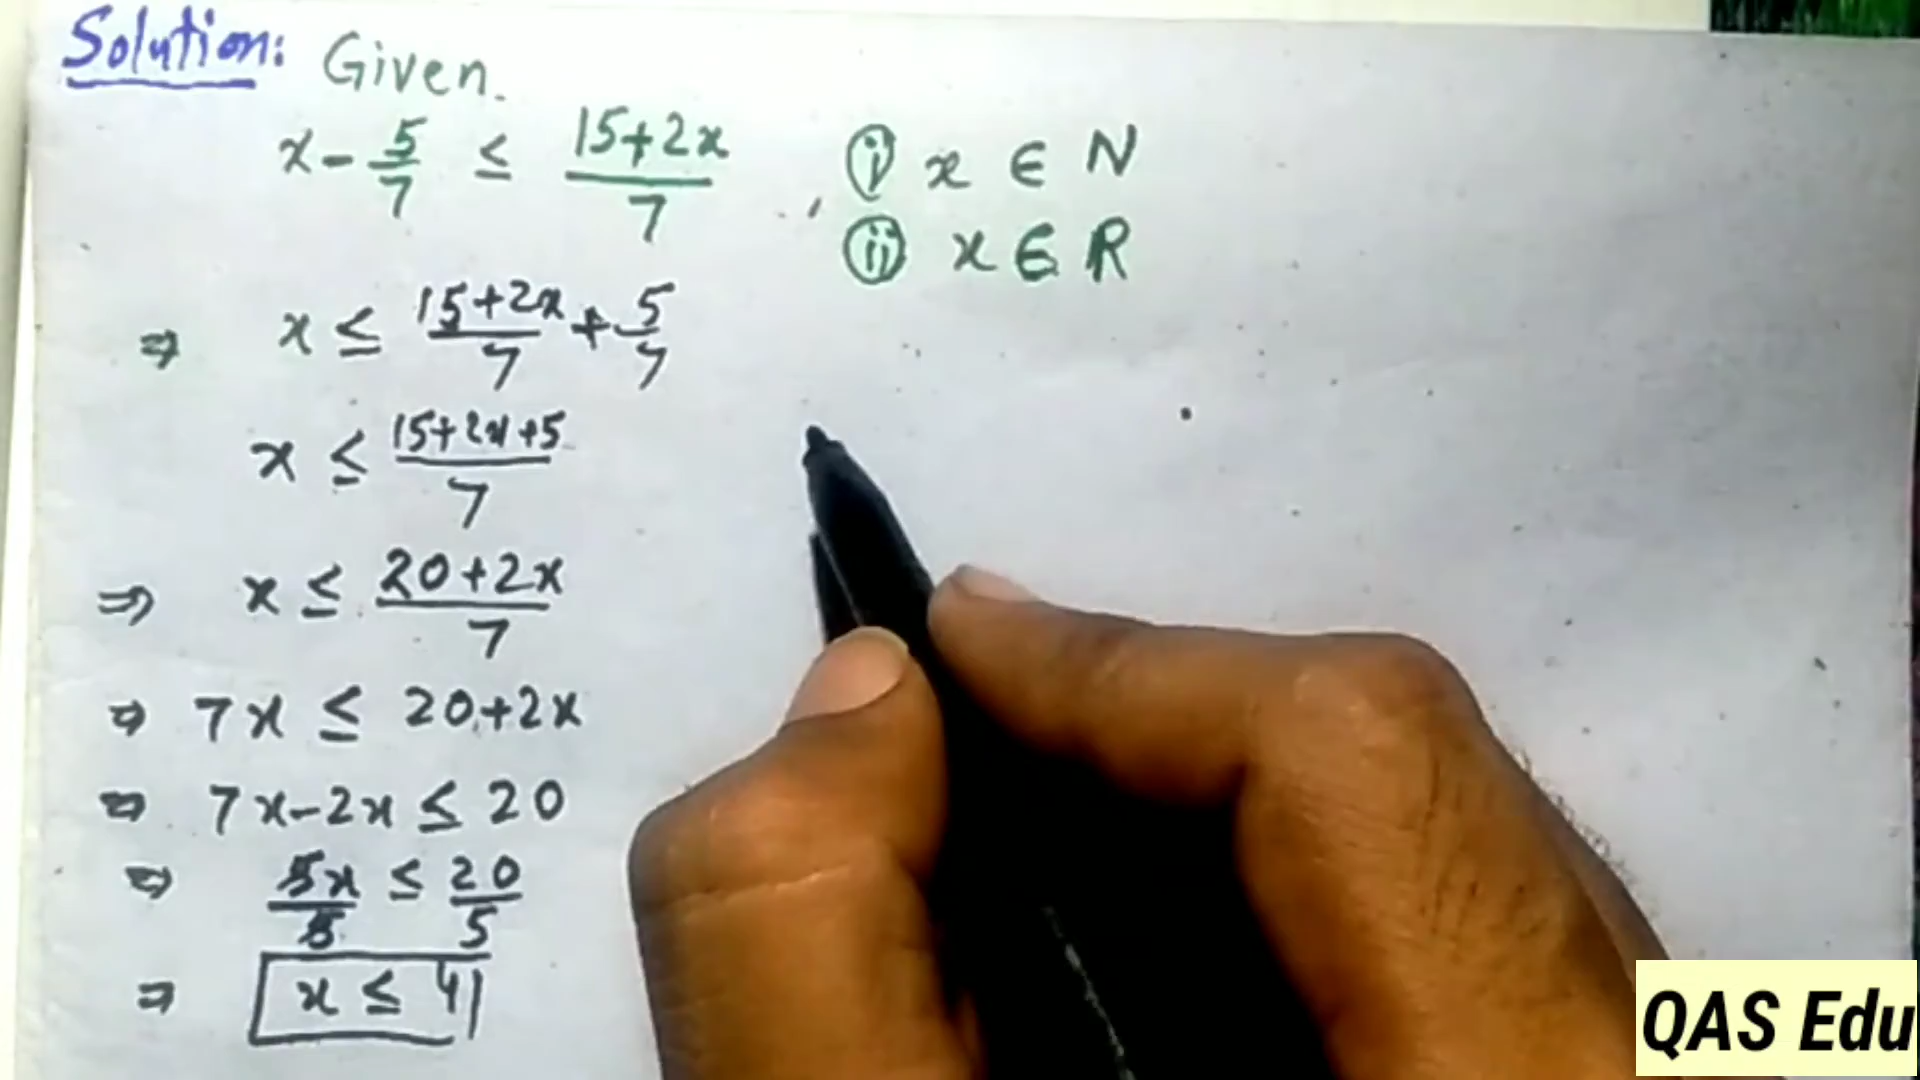 Solution: Given.
x - 5/7 ≤ (15+2x)/7 , (i) x ∈ N
(ii) x ∈ R
⇒ x ≤ (15+2x)/7 + 5/7
x ≤ (15+2x+5)/7
⇒ x ≤ (20+2x)/7
⇒ 7x ≤ 20+2x
⇒ 7x-2x ≤ 20
⇒ 5x/5 ≤ 20/5
⇒ x ≤ 4
QAS Edu